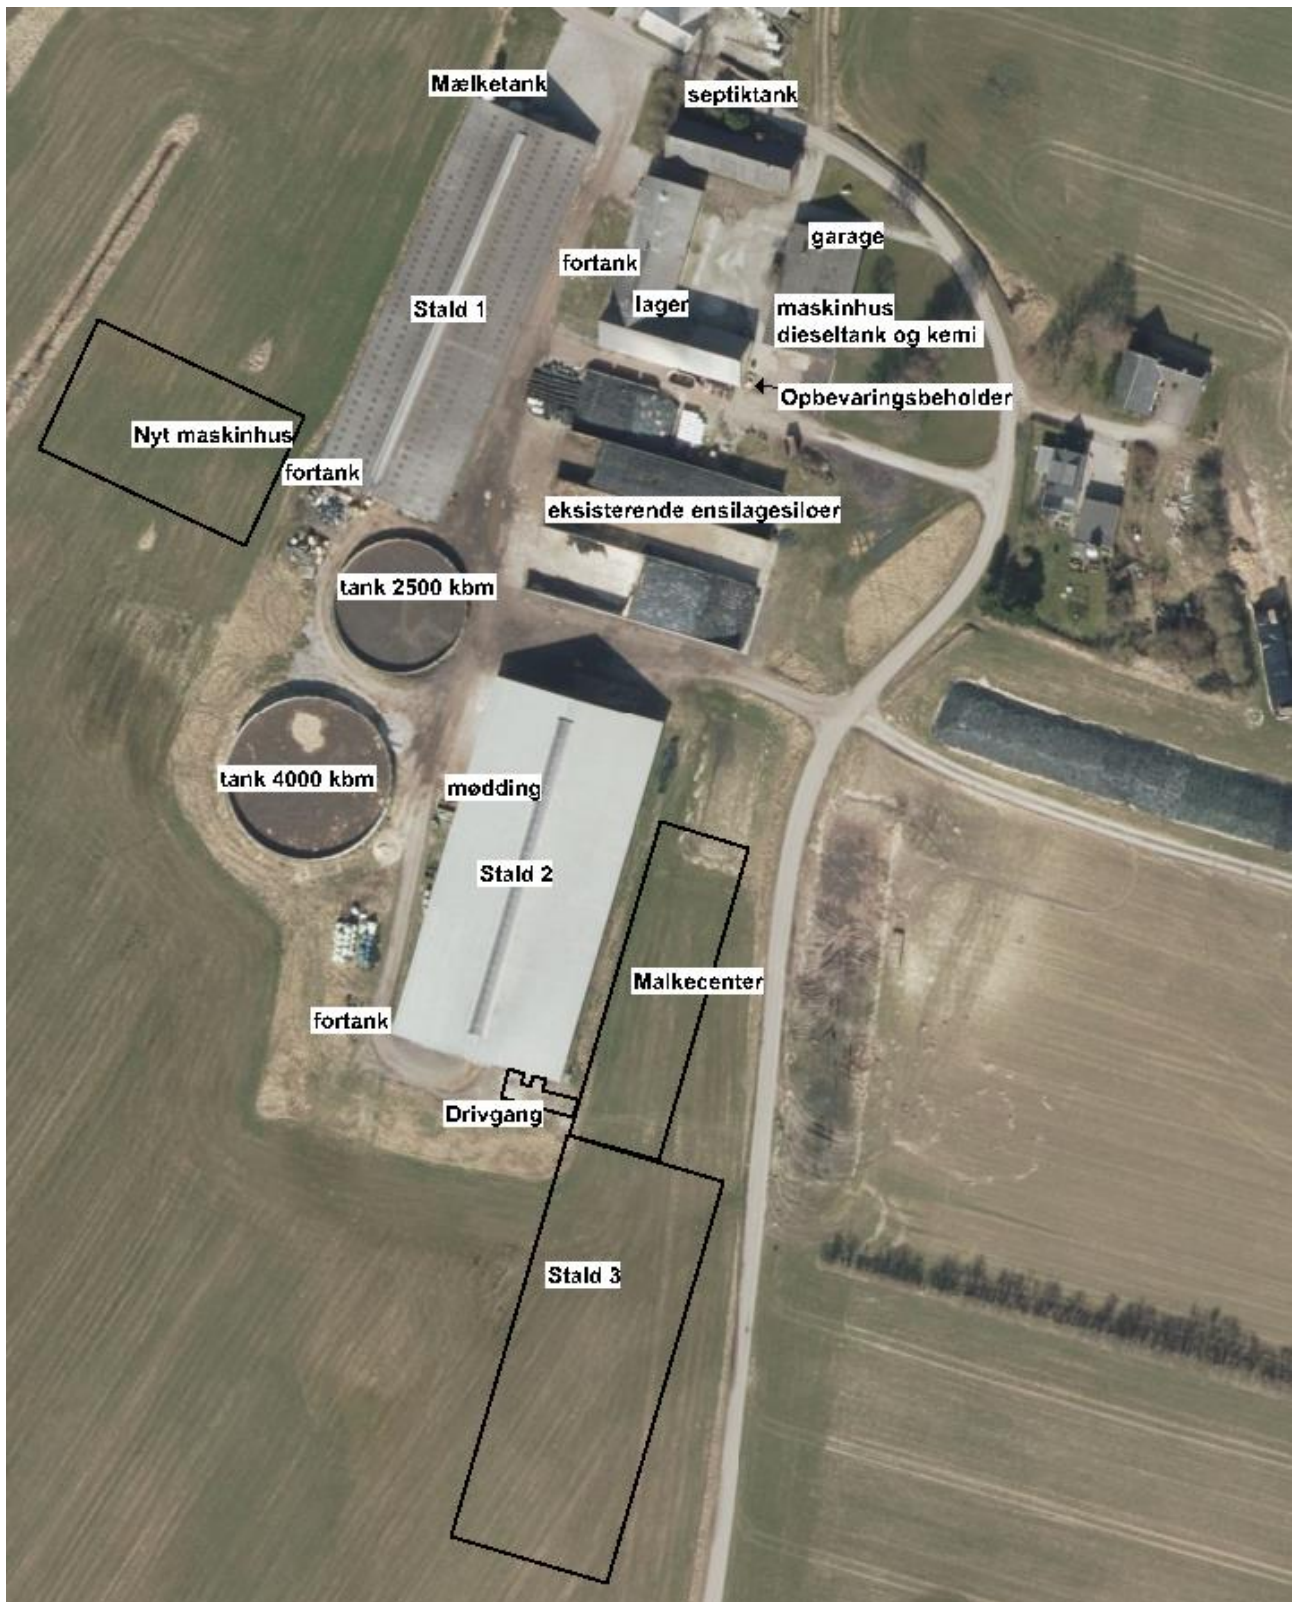 Mælketank
septiktank
garage
fortank
lager
Stald 1
maskinhus
dieseltank og kemi
Opbevaringsbeholder
Nyt maskinhus
fortank
eksisterende ensilagesiloer
tank 2500 kbm
tank 4000 kbm
mødding
Stald 2
Malkecenter
fortank
Drivgang
Stald 3